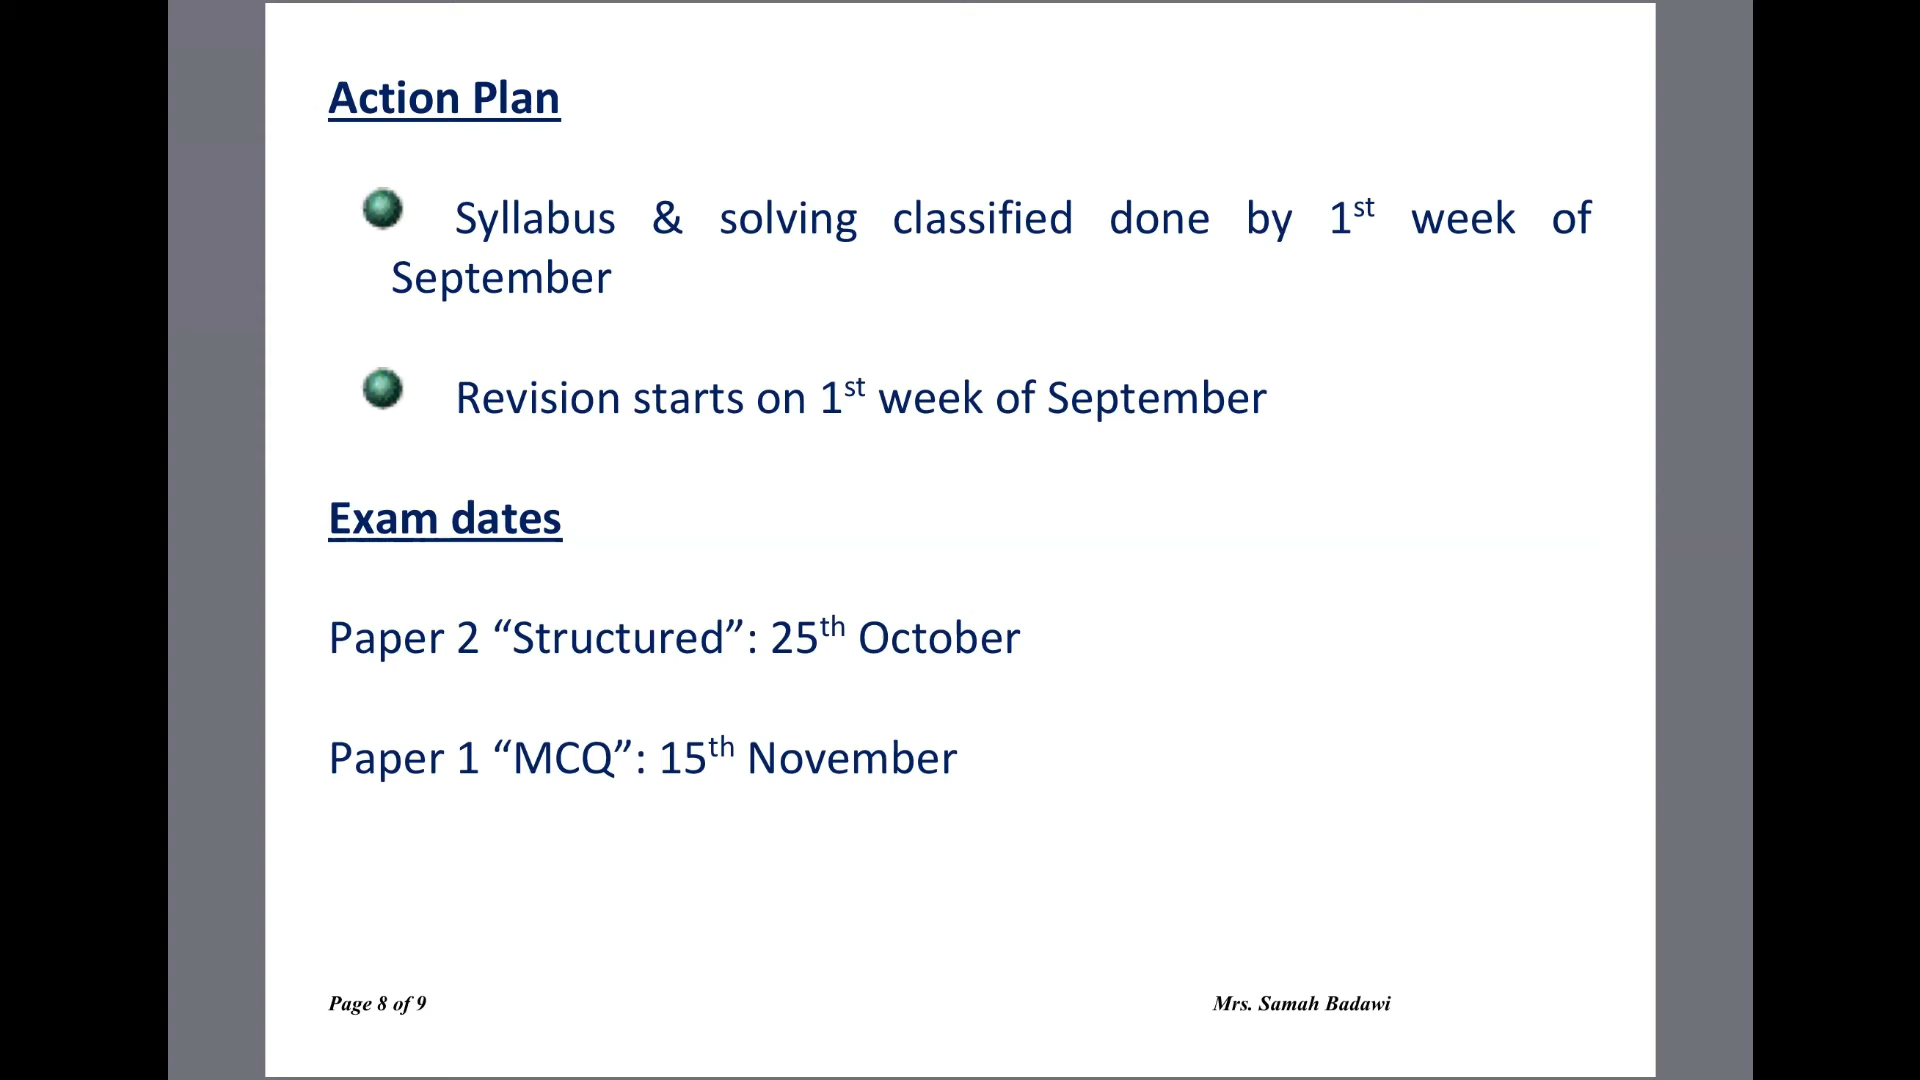 Action Plan
Syllabus & solving classified done by 1st week of
September
Revision starts on 1st week of September
Exam dates
Paper 2 “Structured”: 25th October
Paper 1 “MCQ”: 15th November
Page 8 of 9 Mrs. Samah Badawi